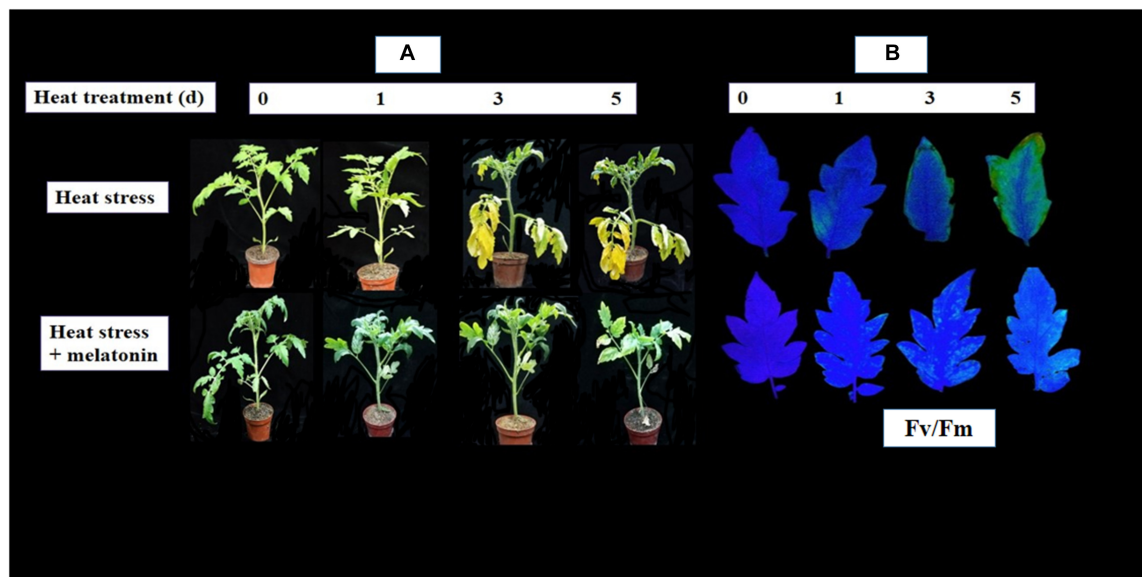 A
B
Heat treatment (d)
0 1 3 5
0 1 3 5
Heat stress
Heat stress
+ melatonin
Fv/Fm